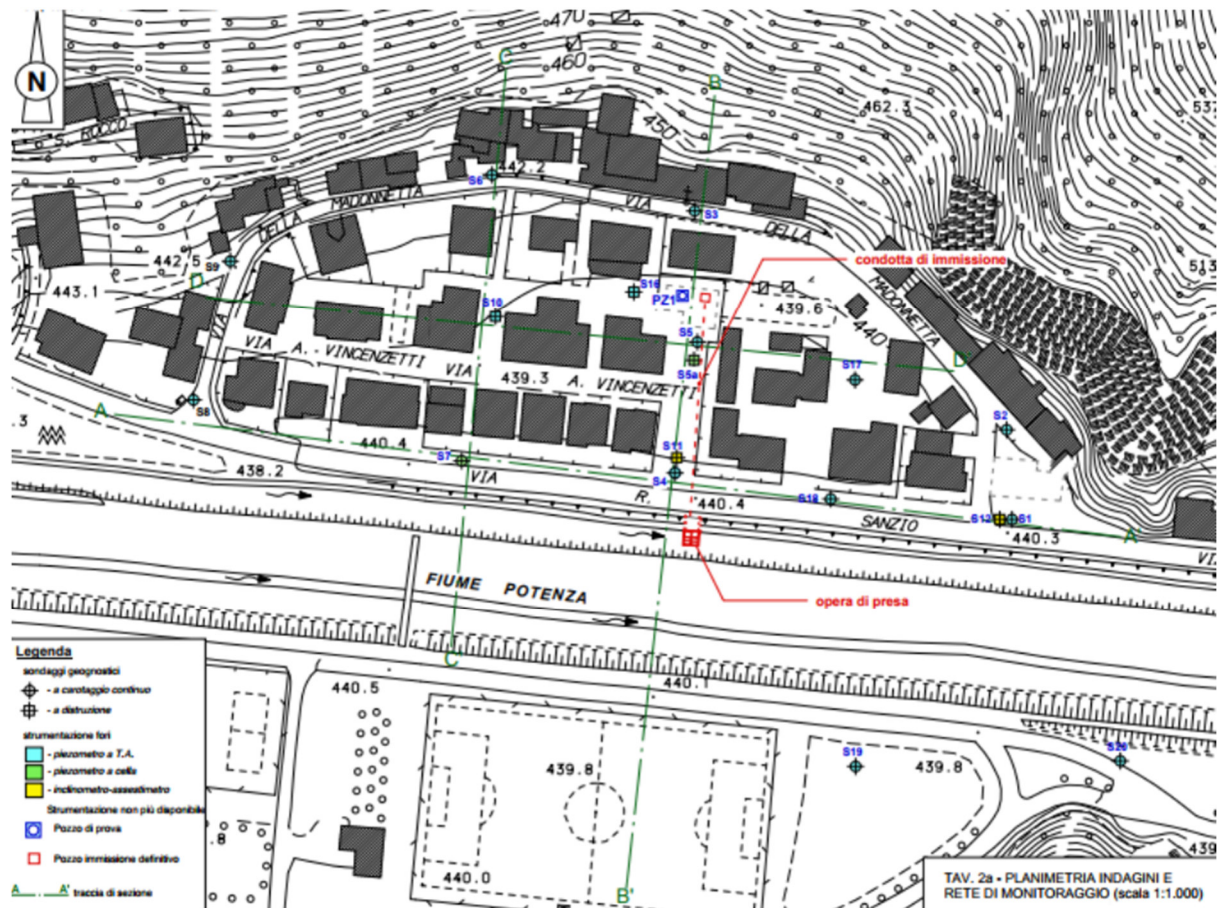 470
460
C
B
N
462.3
537
S. ROCCO
450
442.2
S6
MADONNETTA
VIA
S3
DELLA
DELLA
condotta di immissione
442.5
S9
513
D
443.1
S16
PZ1
MADONNETTA
S10
439.6
440
VIA
S5
VIA A. VINCENZETTI
VIA
A. VINCENZETTI
S5a
D'
439.3
S17
S8
A
S2
.3
440.4
S11
438.2
S7
VIA
S4
R.
440.4
S18
SANZIO
S12
S1
440.3
A'
FIUME POTENZA
opera di presa
C'
440.5
440.1
S19
S20
439.8
439.8
.8
440.0
439
B'
Legenda
sondaggi geognostici
- a carotaggio continuo
- a distruzione
strumentazione fori
- piezometro a T.A.
- piezometro a cella
- inclinometro-assestimetro
Strumentazione non più disponibile
Pozzo di prova
Pozzo immissione definitivo
A A' traccia di sezione
TAV. 2a - PLANIMETRIA INDAGINI E
RETE DI MONITORAGGIO (scala 1:1.000)